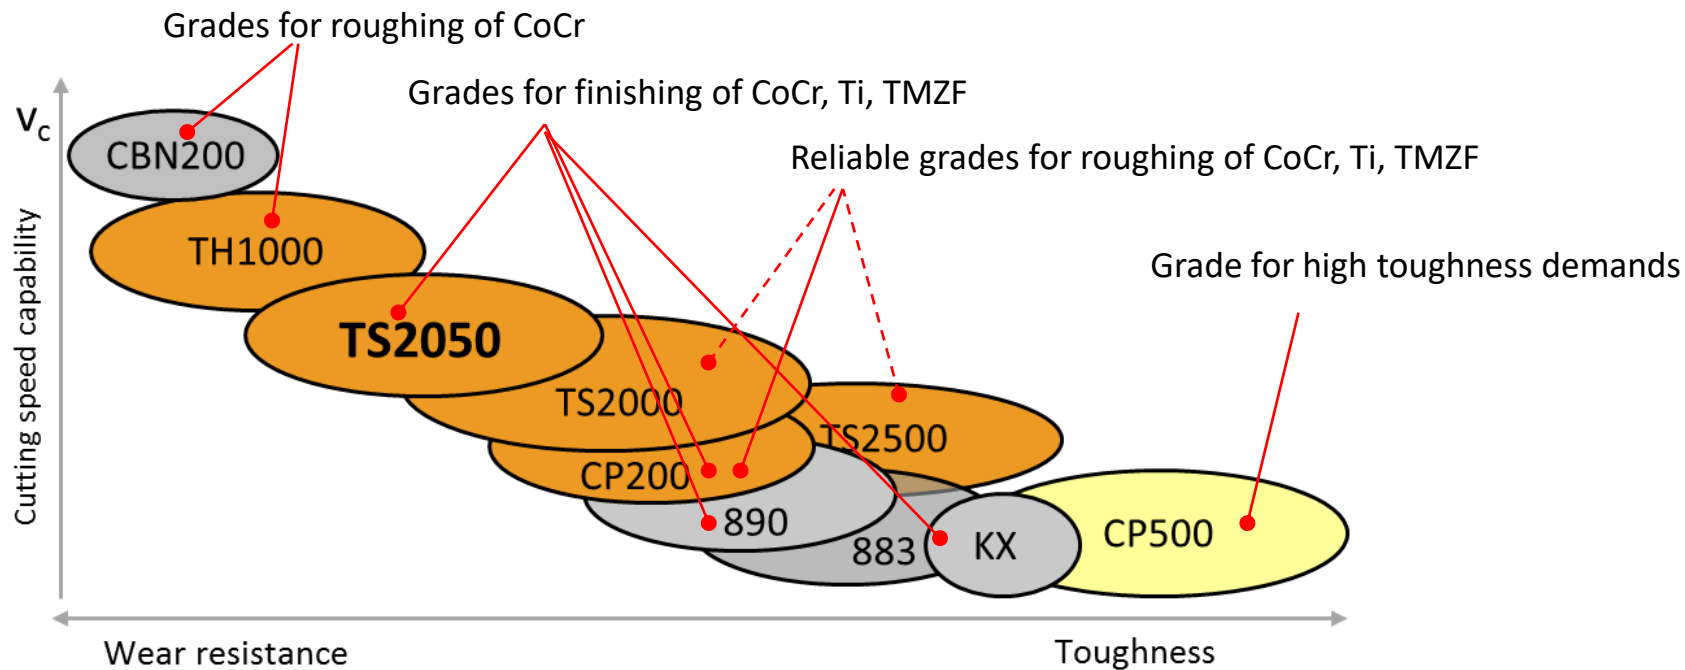 Grades for roughing of CoCr
Grades for finishing of CoCr, Ti, TMZF
Reliable grades for roughing of CoCr, Ti, TMZF
Grade for high toughness demands
Vc
Cutting speed capability
CBN200
TH1000
TS2050
TS2000
TS2500
CP200
890
883
KX
CP500
Wear resistance
Toughness